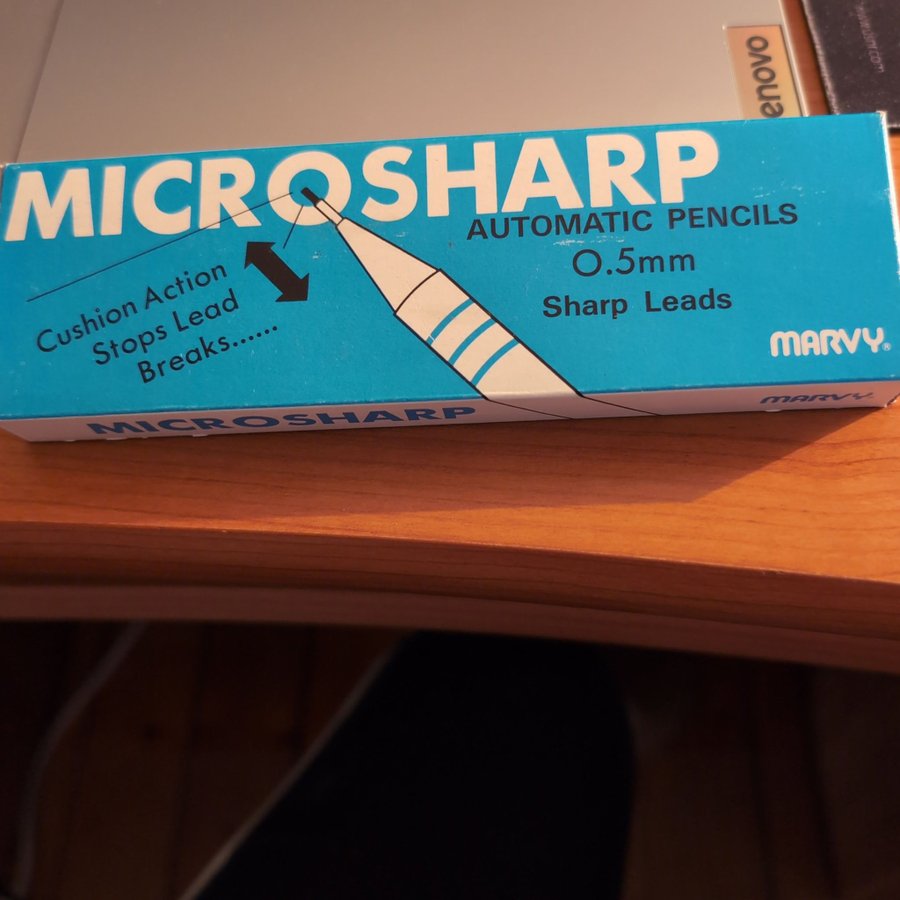 enovo
MICROSHARP
AUTOMATIC PENCILS
0.5mm
Sharp Leads
Cushion Action
Stops Lead
Breaks......
MARVY®
MICROSHARP
MARVY